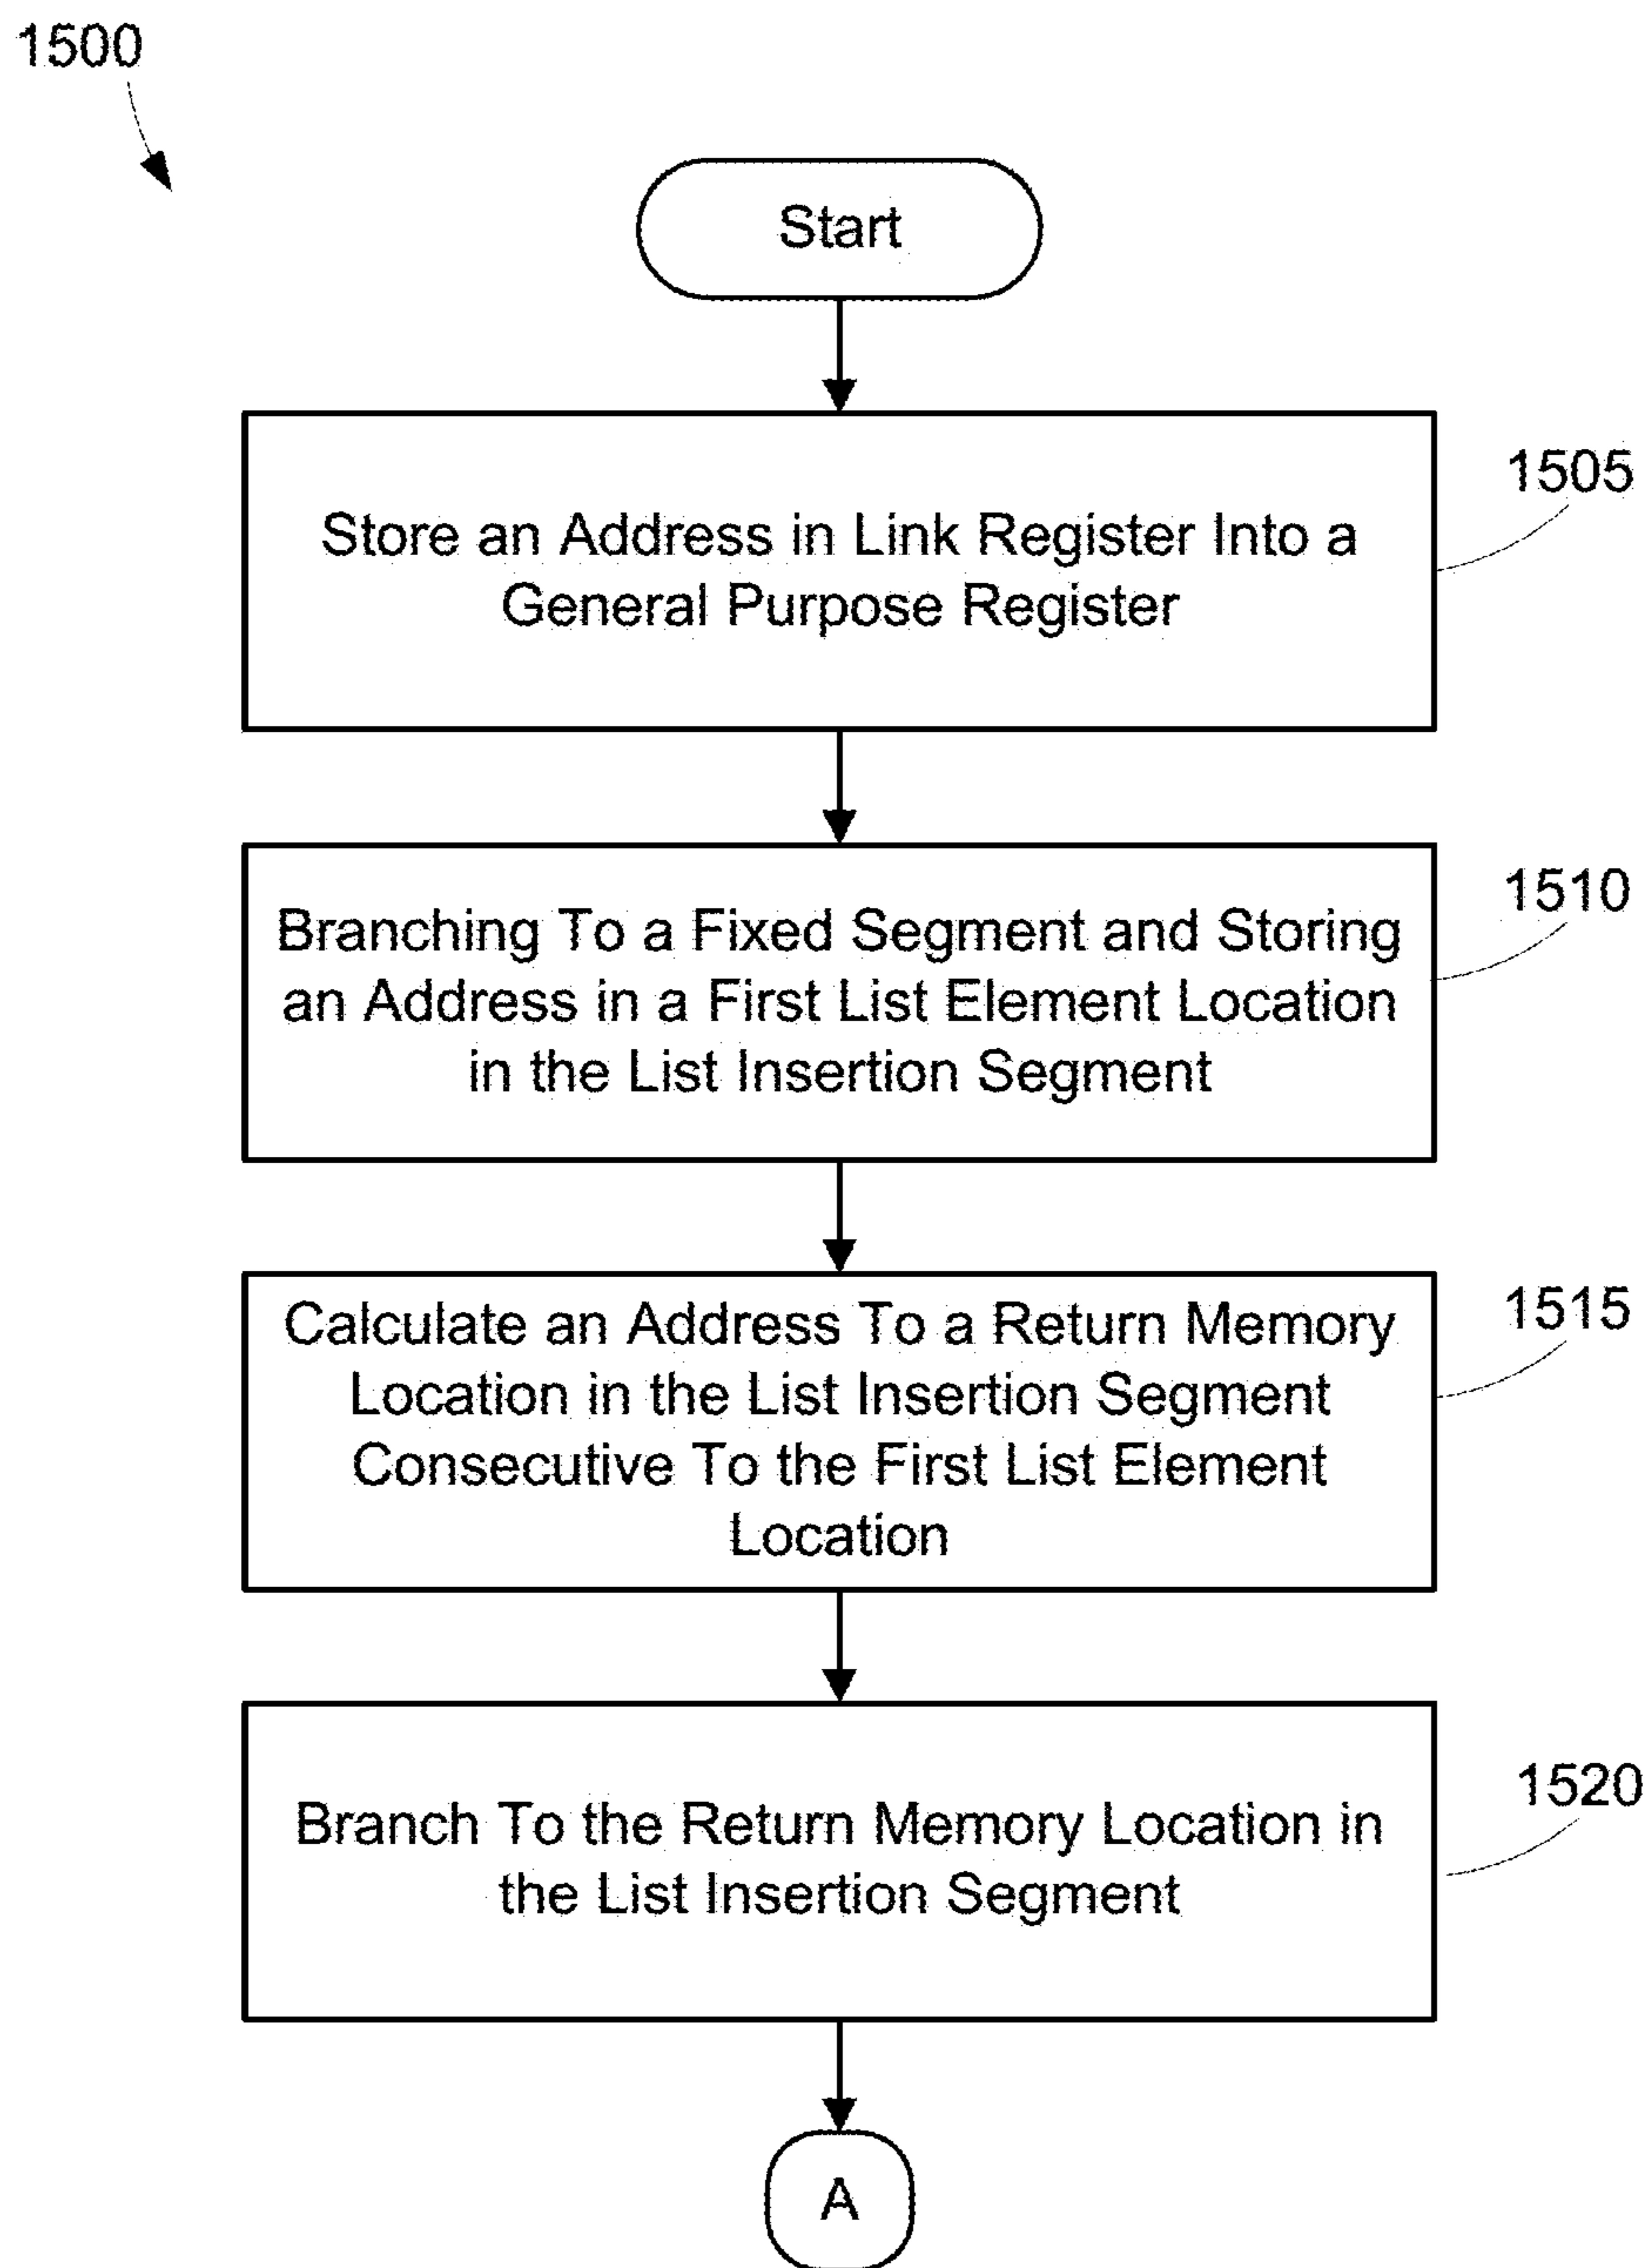 1500
Start
1505
Store an Address in Link Register Into a
General Purpose Register
1510
Branching To a Fixed Segment and Storing
an Address in a First List Element Location
in the List Insertion Segment
1515
Calculate an Address To a Return Memory
Location in the List Insertion Segment
Consecutive To the First List Element
Location
1520
Branch To the Return Memory Location in
the List Insertion Segment
A